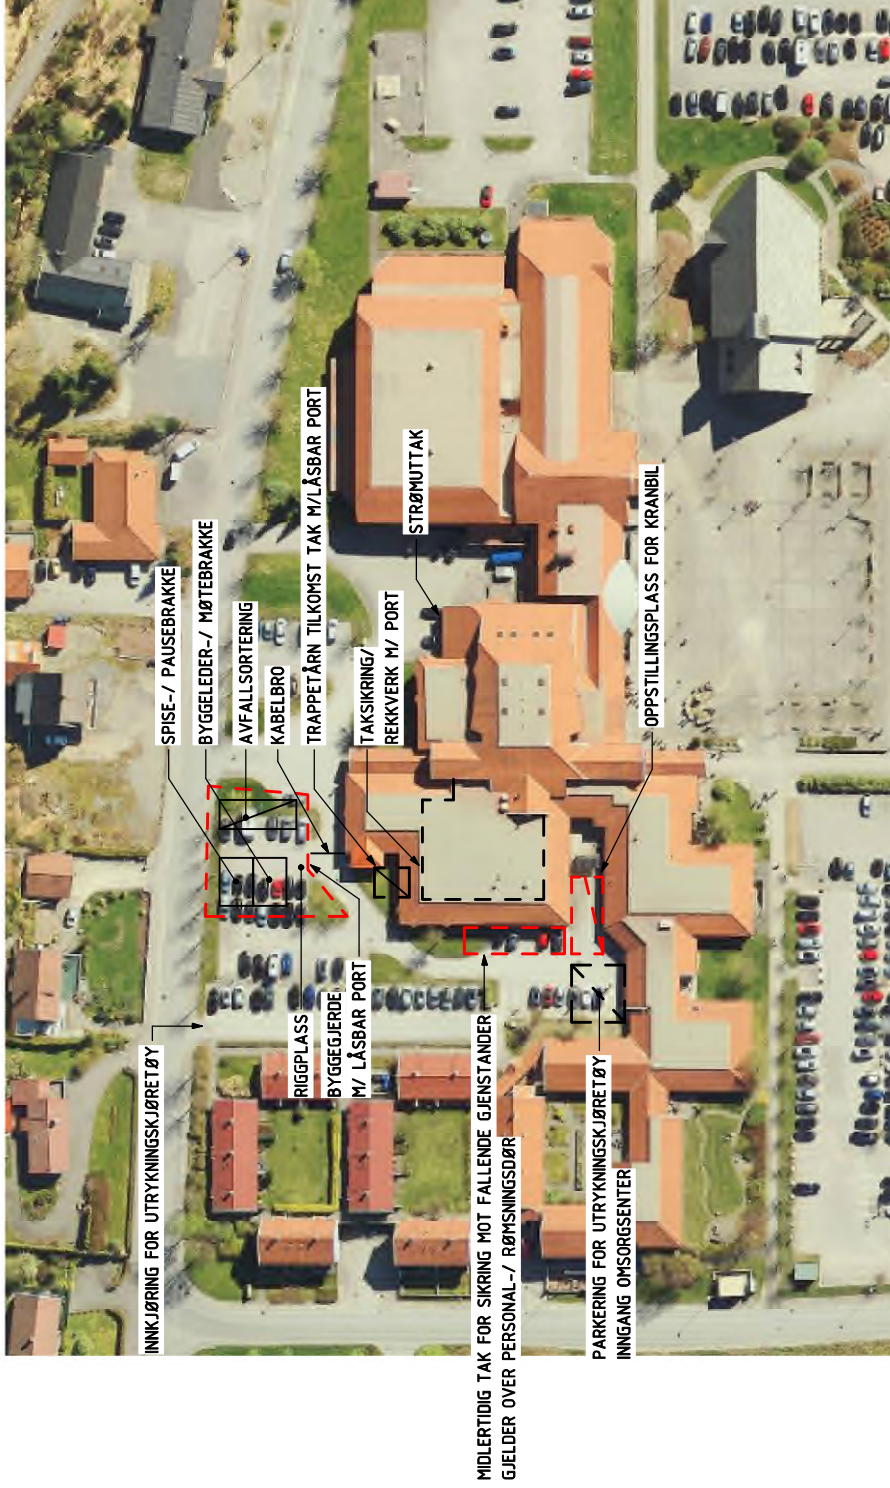 SPISE-/ PAUSEBRAKKE
BYGGELEDER-/ MØTEBRAKKE
AVFALLSORTERING
KABELBRO
TRAPPETÅRN TILKOMST TAK M/LÅSBAR PORT
TAKSIKRING/
REKKVERK M/ PORT
STRØMUTTAK
OPPSTILLINGSPLASS FOR KRANBIL
INNKJØRING FOR UTRYKNINGSKJØRETØY
RIGGPLASS
BYGGEGJERDE
M/ LÅSBAR PORT
MIDLERTIDIG TAK FOR SIKRING MOT FALLENDE GJENSTANDER
GJELDER OVER PERSONAL-/ RØMSNINGSDØR
PARKERING FOR UTRYKNINGSKJØRETØY
INNGANG OMSORGSENTER